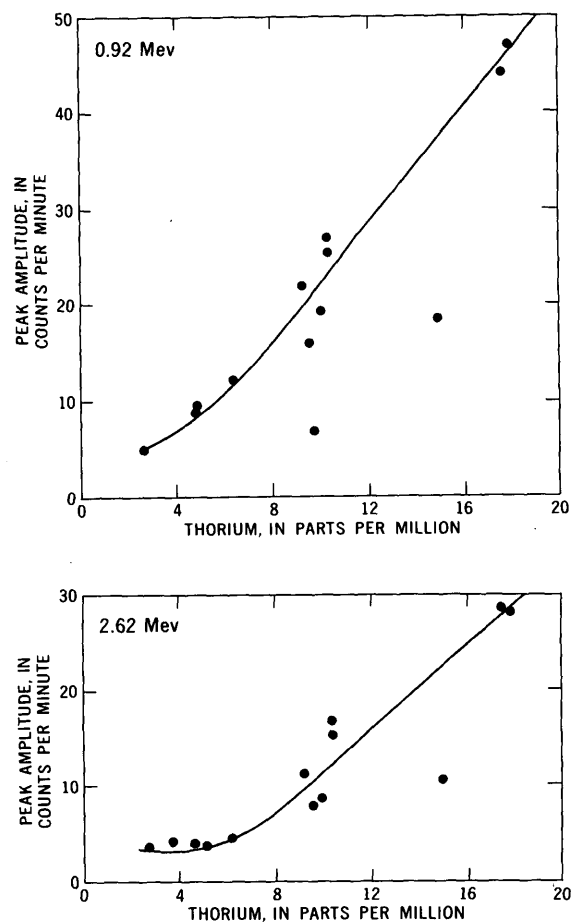 50
0.92 Mev
40
30
20
10
0
PEAK AMPLITUDE, IN
COUNTS PER MINUTE
0 4 8 12 16 20
THORIUM, IN PARTS PER MILLION
30
2.62 Mev
20
10
0
PEAK AMPLITUDE, IN
COUNTS PER MINUTE
0 4 8 12 16 20
THORIUM, IN PARTS PER MILLION